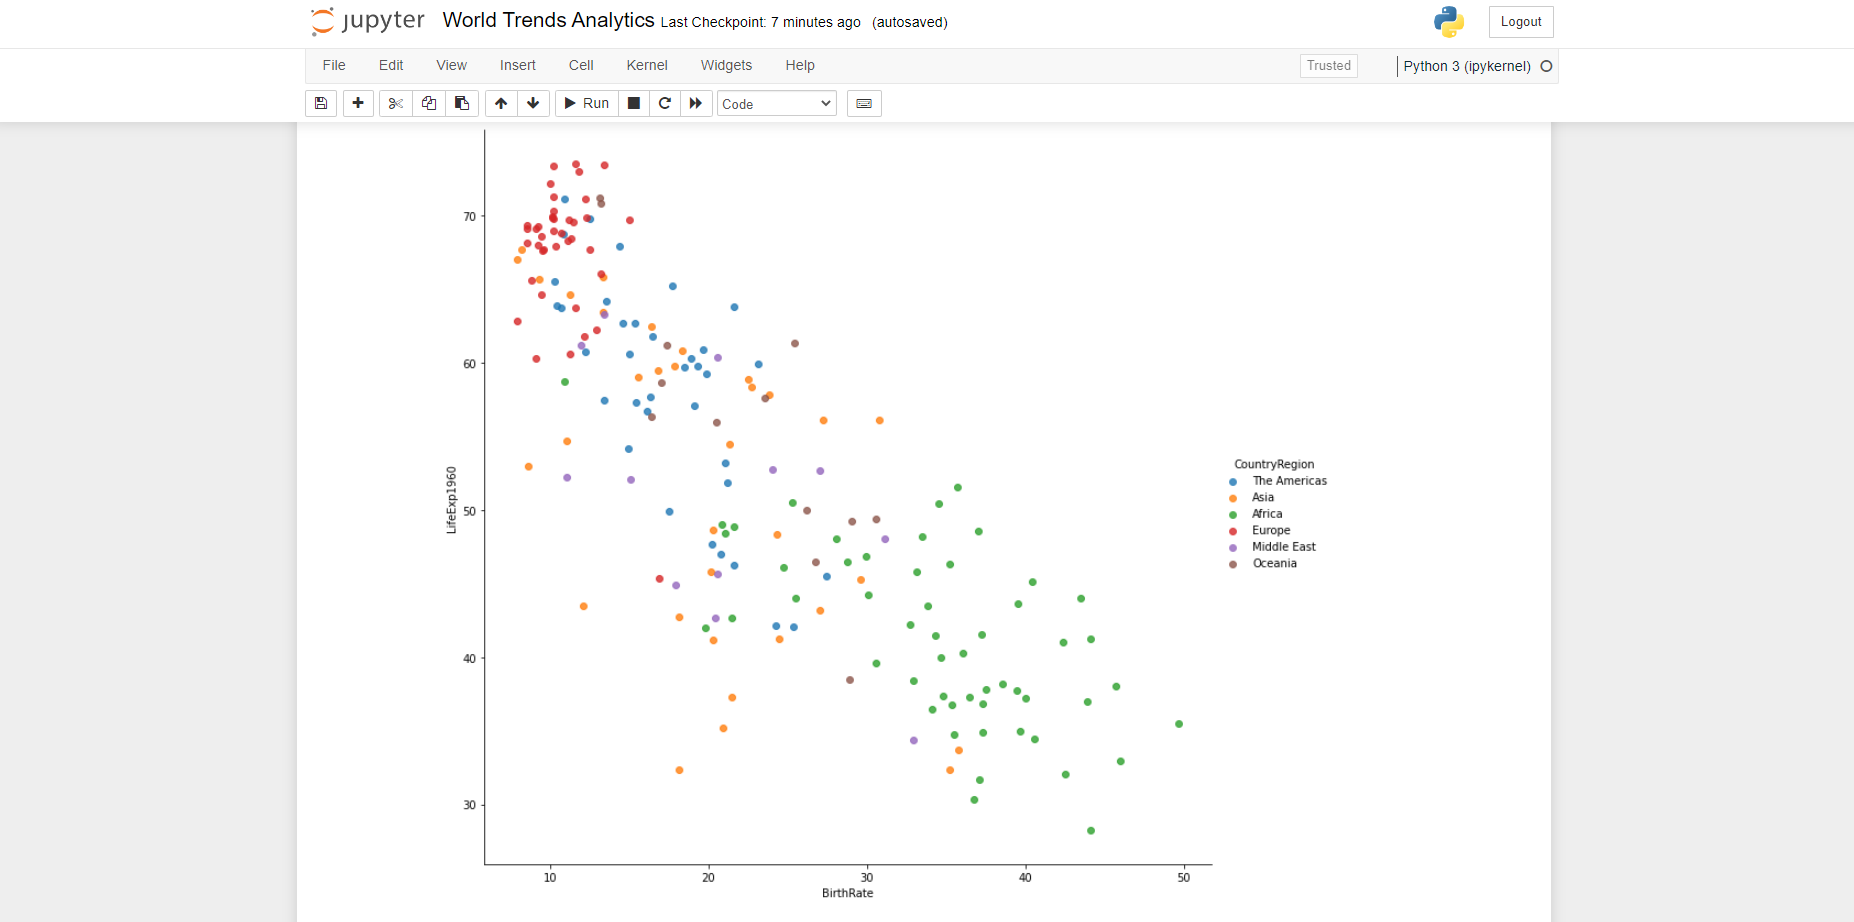 jupyter World Trends Analytics Last Checkpoint: 7 minutes ago (autosaved) Logout
File Edit View Insert Cell Kernel Widgets Help Trusted Python 3 (ipykernel)
Run Code
70
60
50
40
30
LifeExp1960
10 20 30 40 50
BirthRate
CountryRegion
The Americas
Asia
Africa
Europe
Middle East
Oceania